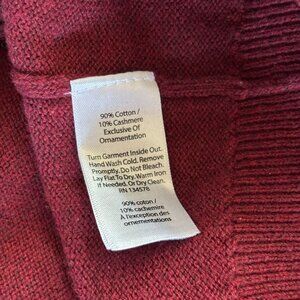 90% Cotton /
10% Cashmere
Exclusive Of
Ornamentation
Turn Garment Inside Out.
Hand Wash Cold. Remove
Promptly. Do Not Bleach.
Lay Flat To Dry. Warm Iron
If Needed. Or Dry Clean.
RN 134578
90% coton /
10% cachemire
À l'exception des
ornementations